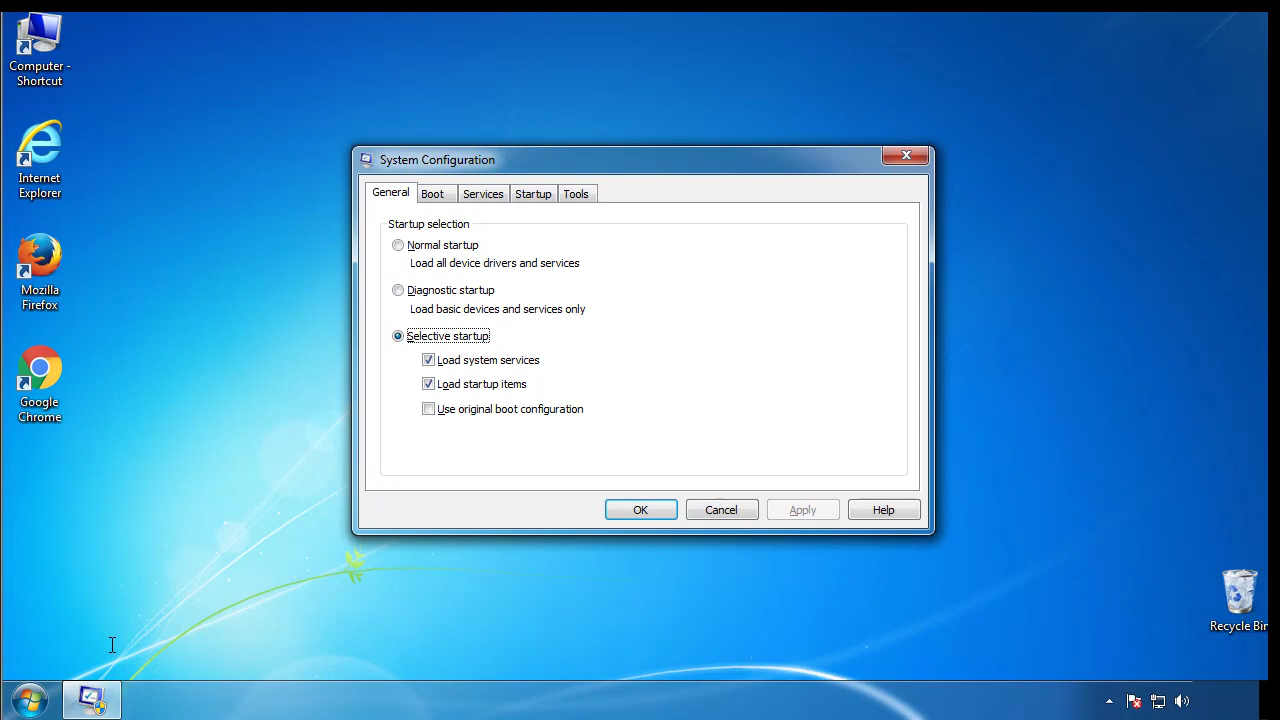 Computer -
Shortcut
Internet
Explorer
Mozilla
Firefox
Google
Chrome
System Configuration
General
Boot
Services
Startup
Tools
Startup selection
Normal startup
Load all device drivers and services
Diagnostic startup
Load basic devices and services only
Selective startup
Load system services
Load startup items
Use original boot configuration
OK
Cancel
Apply
Help
Recycle Bin